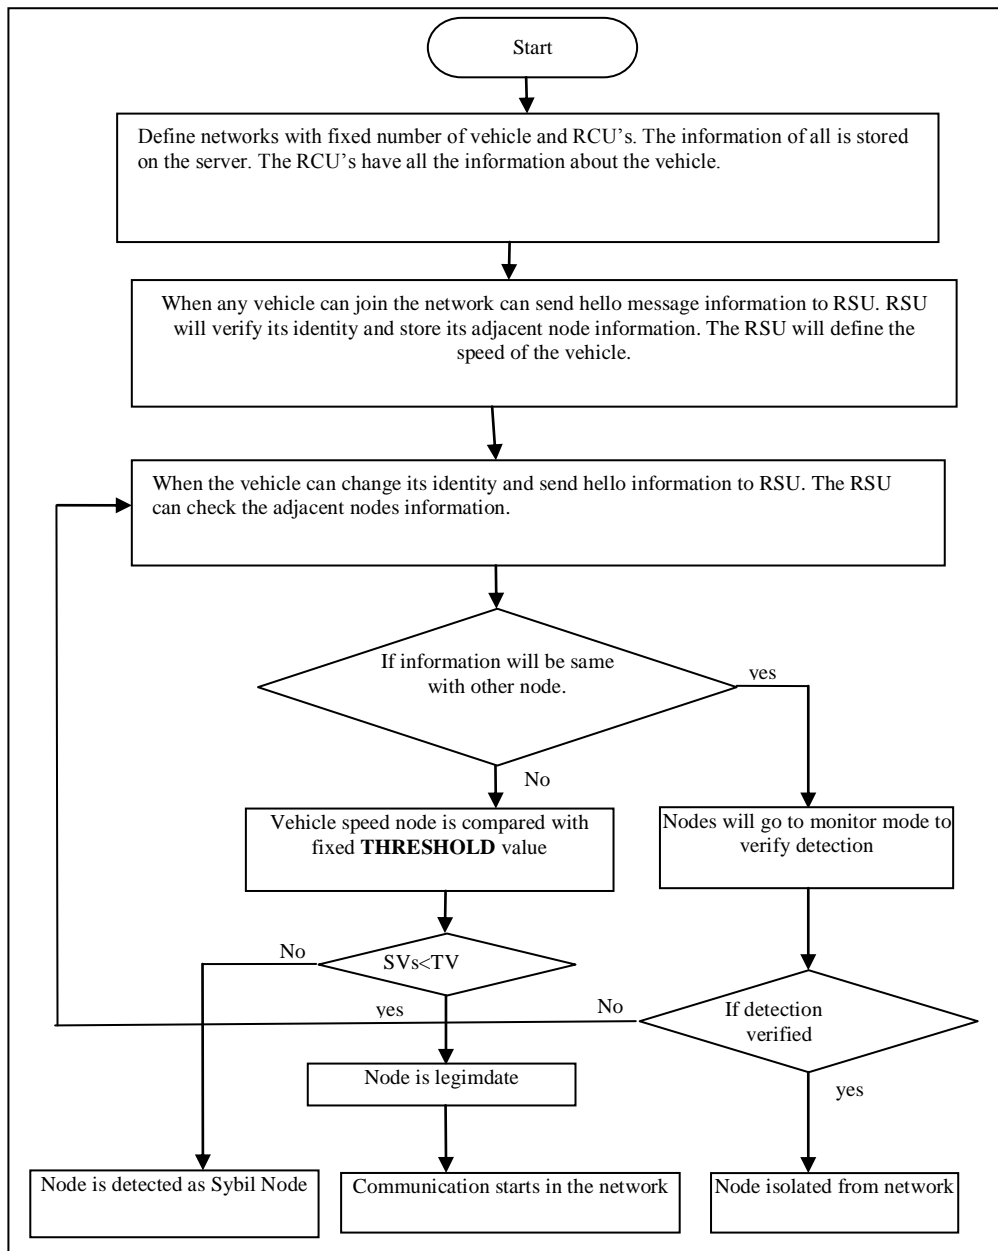 Start
Define networks with fixed number of vehicle and RCU's. The information of all is stored
on the server. The RCU's have all the information about the vehicle.
When any vehicle can join the network can send hello message information to RSU. RSU
will verify its identity and store its adjacent node information. The RSU will define the
speed of the vehicle.
When the vehicle can change its identity and send hello information to RSU. The RSU
can check the adjacent nodes information.
If information will be same
with other node.
yes
No
Vehicle speed node is compared with
fixed THRESHOLD value
Nodes will go to monitor mode to
verify detection
No
SVs<TV
yes
No
If detection
verified
Node is legimdate
yes
Node is detected as Sybil Node
Communication starts in the network
Node isolated from network